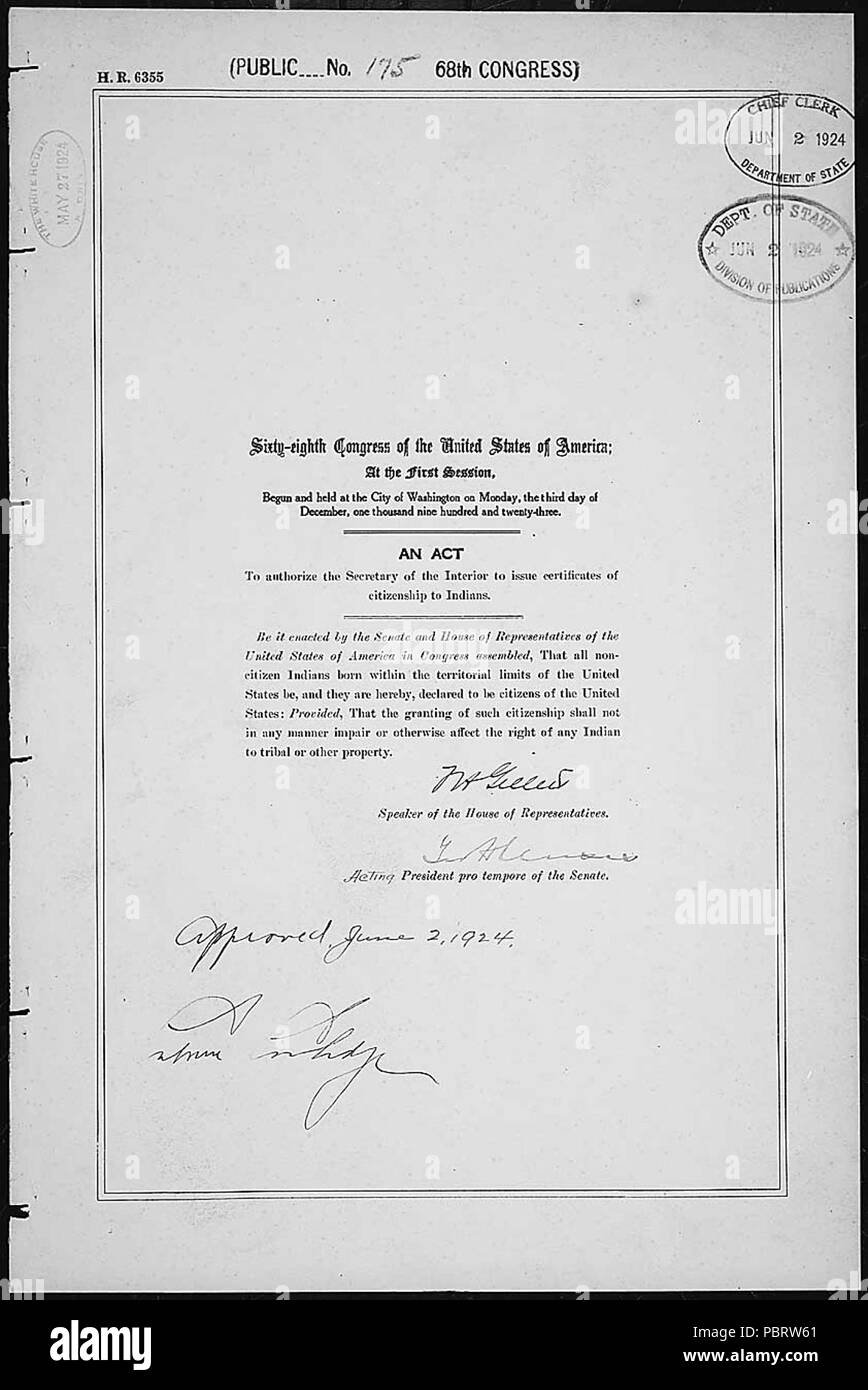 H. R. 6355
(PUBLIC----No. 175 68th CONGRESS)
CHIEF CLERK
JUN 2 1924
DEPARTMENT OF STATE
THE WHITE HOUSE
MAY 27 1924
DEPT. OF STATE
JUN 2 1924
DIVISION OF PUBLICATIONS
Sixty-eighth Congress of the United States of America;
At the First Session,
Begun and held at the City of Washington on Monday, the third day of
December, one thousand nine hundred and twenty-three.
AN ACT
To authorize the Secretary of the Interior to issue certificates of
citizenship to Indians.
Be it enacted by the Senate and House of Representatives of the
United States of America in Congress assembled, That all non-
citizen Indians born within the territorial limits of the United
States be, and they are hereby, declared to be citizens of the United
States: Provided, That the granting of such citizenship shall not
in any manner impair or otherwise affect the right of any Indian
to tribal or other property.
F H Gillett
Speaker of the House of Representatives.
Acting President pro tempore of the Senate.
Approved, June 2, 1924.
alamy
a
alamy
Image ID: PBRW61
www.alamy.com